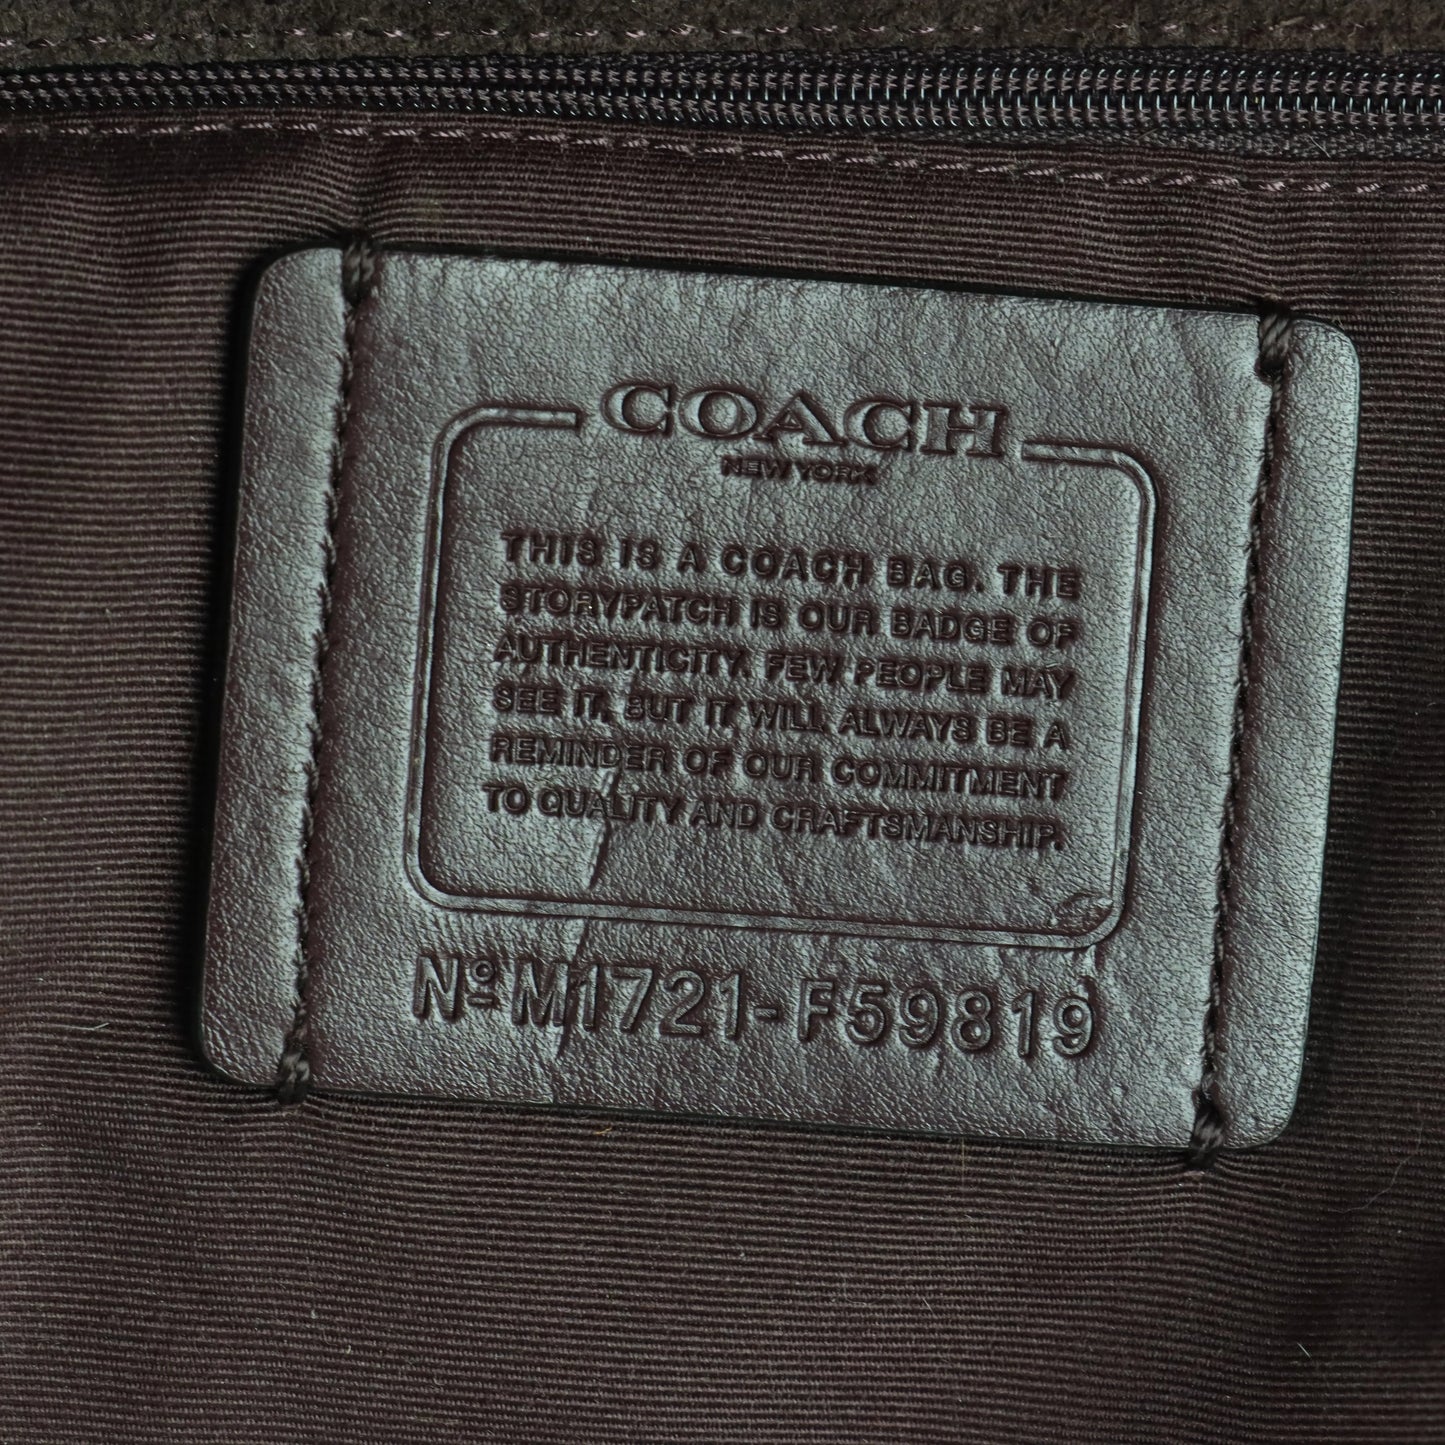 COACH
NEW YORK
THIS IS A COACH BAG. THE
STORYPATCH IS OUR BADGE OF
AUTHENTICITY. FEW PEOPLE MAY
SEE IT, BUT IT WILL ALWAYS BE A
REMINDER OF OUR COMMITMENT
TO QUALITY AND CRAFTSMANSHIP.
Nº M1721-F59819